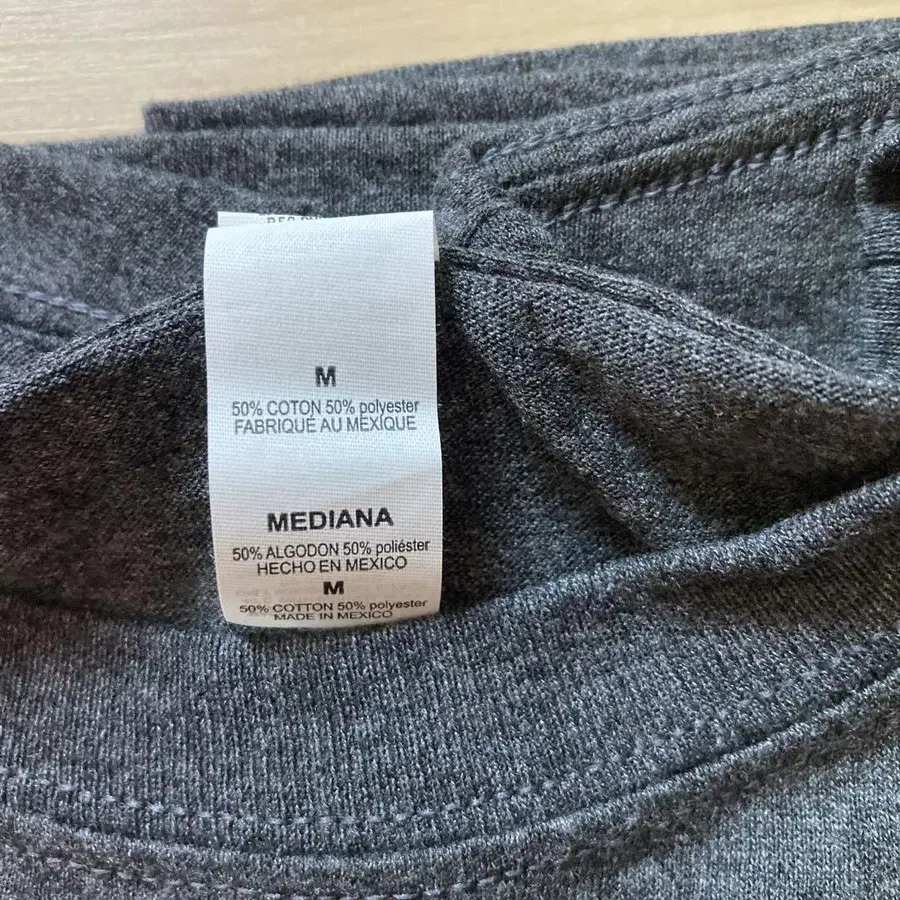 M
50% COTON 50% polyester
FABRIQUÉ AU MEXIQUE
MEDIANA
50% ALGODON 50% poliéster
HECHO EN MEXICO
M
50% COTTON 50% polyester
MADE IN MEXICO